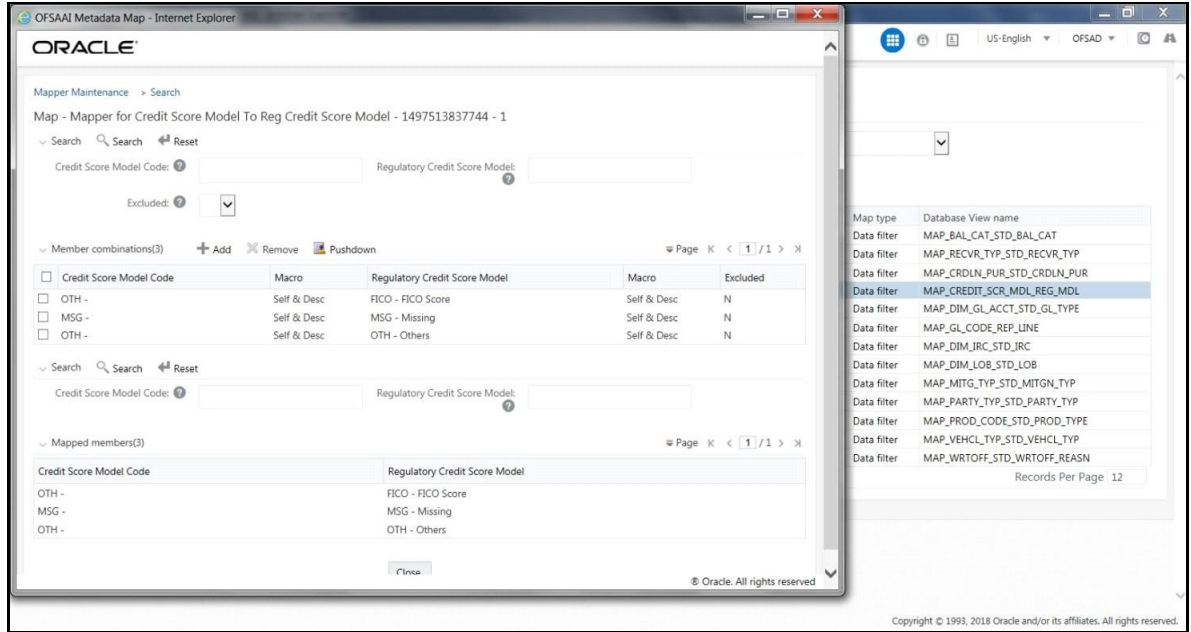 OFSAAI Metadata Map - Internet Explorer
ORACLE
US-English
OFSAD
Mapper Maintenance > Search
Map - Mapper for Credit Score Model To Reg Credit Score Model - 1497513837744 - 1
Search Search Reset
Credit Score Model Code: Regulatory Credit Score Model:
Excluded:
Member combinations(3) Add Remove Pushdown Page 1 / 1
Credit Score Model Code Macro Regulatory Credit Score Model Macro Excluded
OTH - Self & Desc FICO - FICO Score Self & Desc N
MSG - Self & Desc MSG - Missing Self & Desc N
OTH - Self & Desc OTH - Others Self & Desc N
Search Search Reset
Credit Score Model Code: Regulatory Credit Score Model:
Mapped members(3) Page 1 / 1
Credit Score Model Code Regulatory Credit Score Model
OTH - FICO - FICO Score
MSG - MSG - Missing
OTH - OTH - Others
Close
® Oracle. All rights reserved
Map type Database View name
Data filter MAP_BAL_CAT_STD_BAL_CAT
Data filter MAP_RECVR_TYP_STD_RECVR_TYP
Data filter MAP_CRDLN_PUR_STD_CRDLN_PUR
Data filter MAP_CREDIT_SCR_MDL_REG_MDL
Data filter MAP_DIM_GL_ACCT_STD_GL_TYPE
Data filter MAP_GL_CODE_REP_LINE
Data filter MAP_DIM_IRC_STD_IRC
Data filter MAP_DIM_LOB_STD_LOB
Data filter MAP_MITG_TYP_STD_MITGN_TYP
Data filter MAP_PARTY_TYP_STD_PARTY_TYP
Data filter MAP_PROD_CODE_STD_PROD_TYPE
Data filter MAP_VEHCL_TYP_STD_VEHCL_TYP
Data filter MAP_WRTOFF_STD_WRTOFF_REASN
Records Per Page 12
Copyright © 1993, 2018 Oracle and/or its affiliates. All rights reserved.